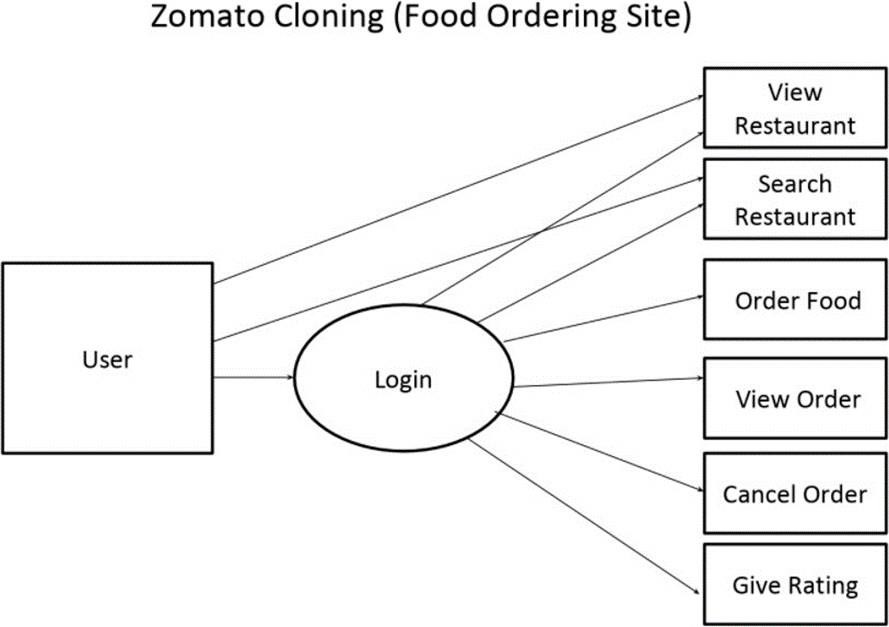 Zomato Cloning (Food Ordering Site)
View
Restaurant
Search
Restaurant
Order Food
User
Login
View Order
Cancel Order
Give Rating